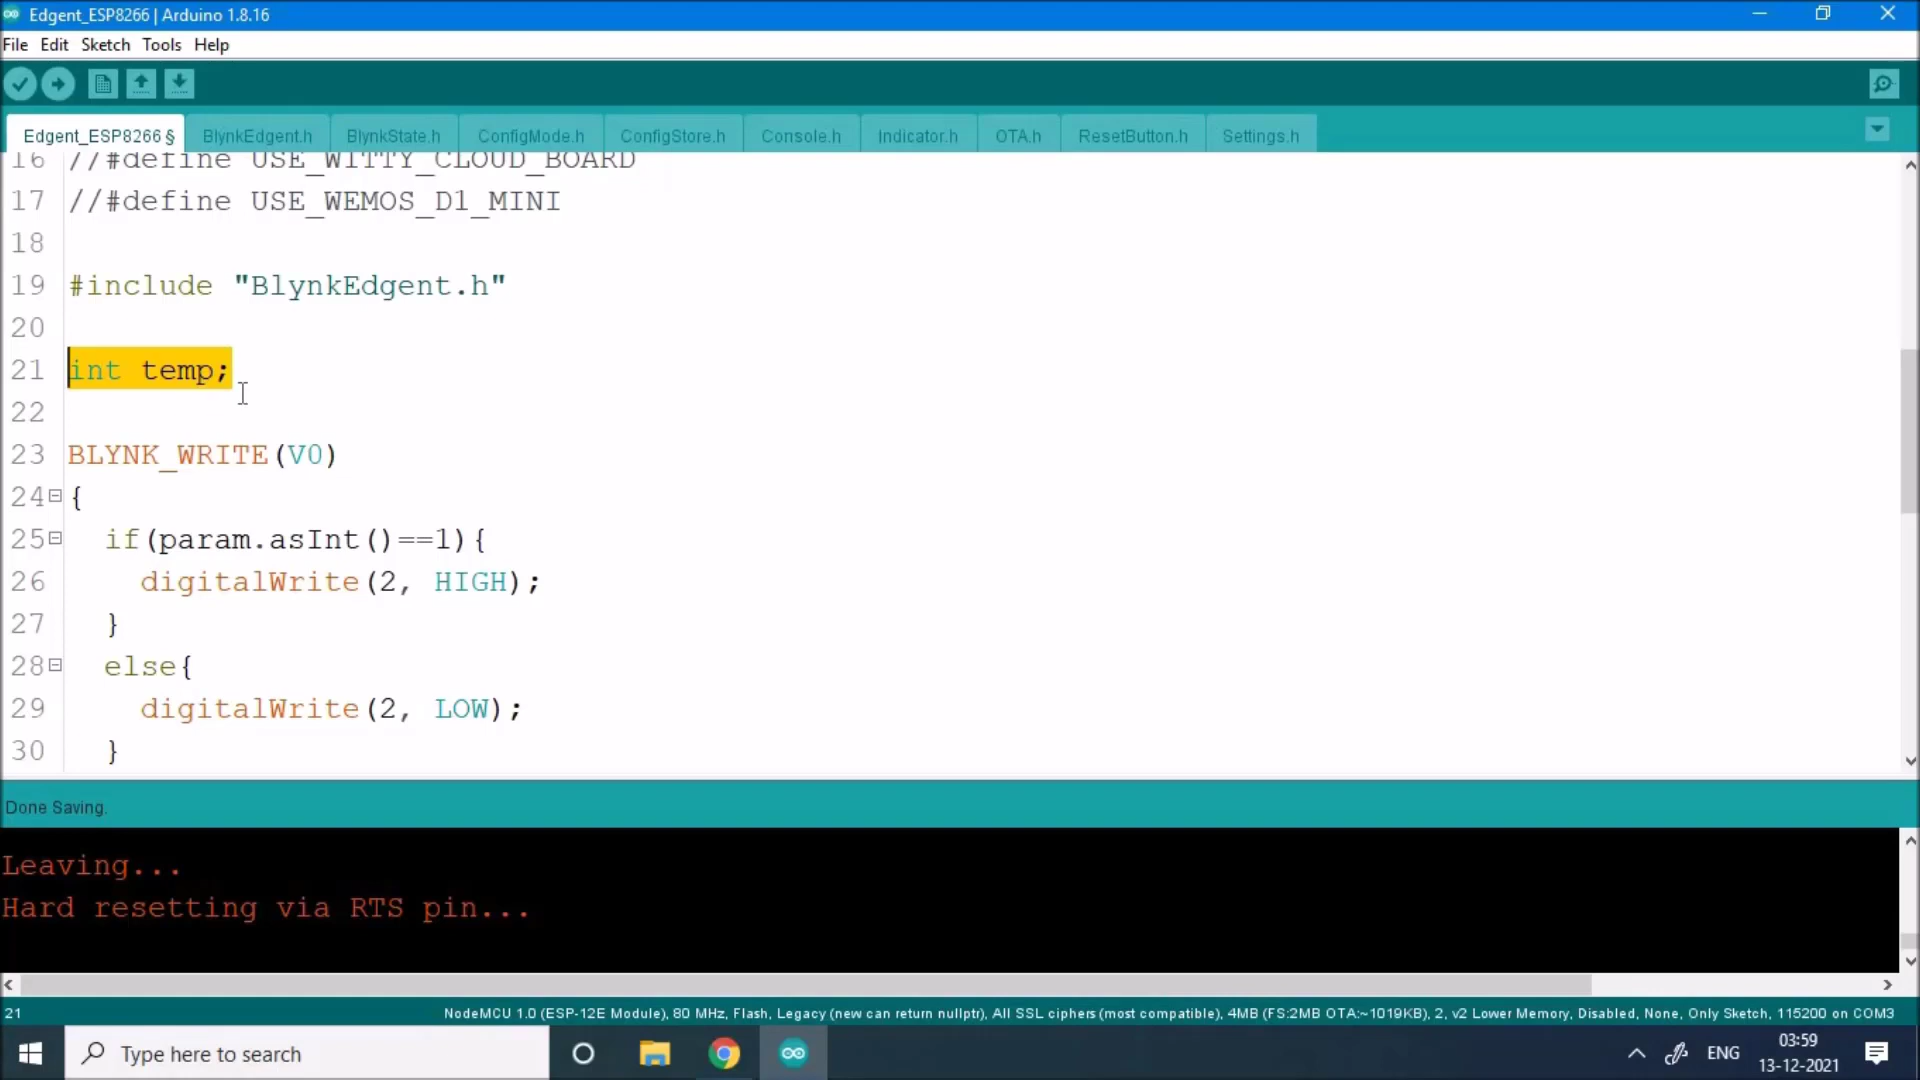 Edgent_ESP8266 | Arduino 1.8.16
File Edit Sketch Tools Help
Edgent_ESP8266 § BlynkEdgent.h BlynkState.h ConfigMode.h ConfigStore.h Console.h Indicator.h OTA.h ResetButton.h Settings.h
16 //#define USE_WITTY_CLOUD_BOARD
17 //#define USE_WEMOS_D1_MINI
18
19 #include "BlynkEdgent.h"
20
21 int temp;
22
23 BLYNK_WRITE(V0)
24 {
25 if(param.asInt()==1){
26 digitalWrite(2, HIGH);
27 }
28 else{
29 digitalWrite(2, LOW);
30 }
Done Saving.
Leaving...
Hard resetting via RTS pin...
21 NodeMCU 1.0 (ESP-12E Module), 80 MHz, Flash, Legacy (new can return nullptr), All SSL ciphers (most compatible), 4MB (FS:2MB OTA:~1019KB), 2, v2 Lower Memory, Disabled, None, Only Sketch, 115200 on COM3
Type here to search
ENG
03:59
13-12-2021